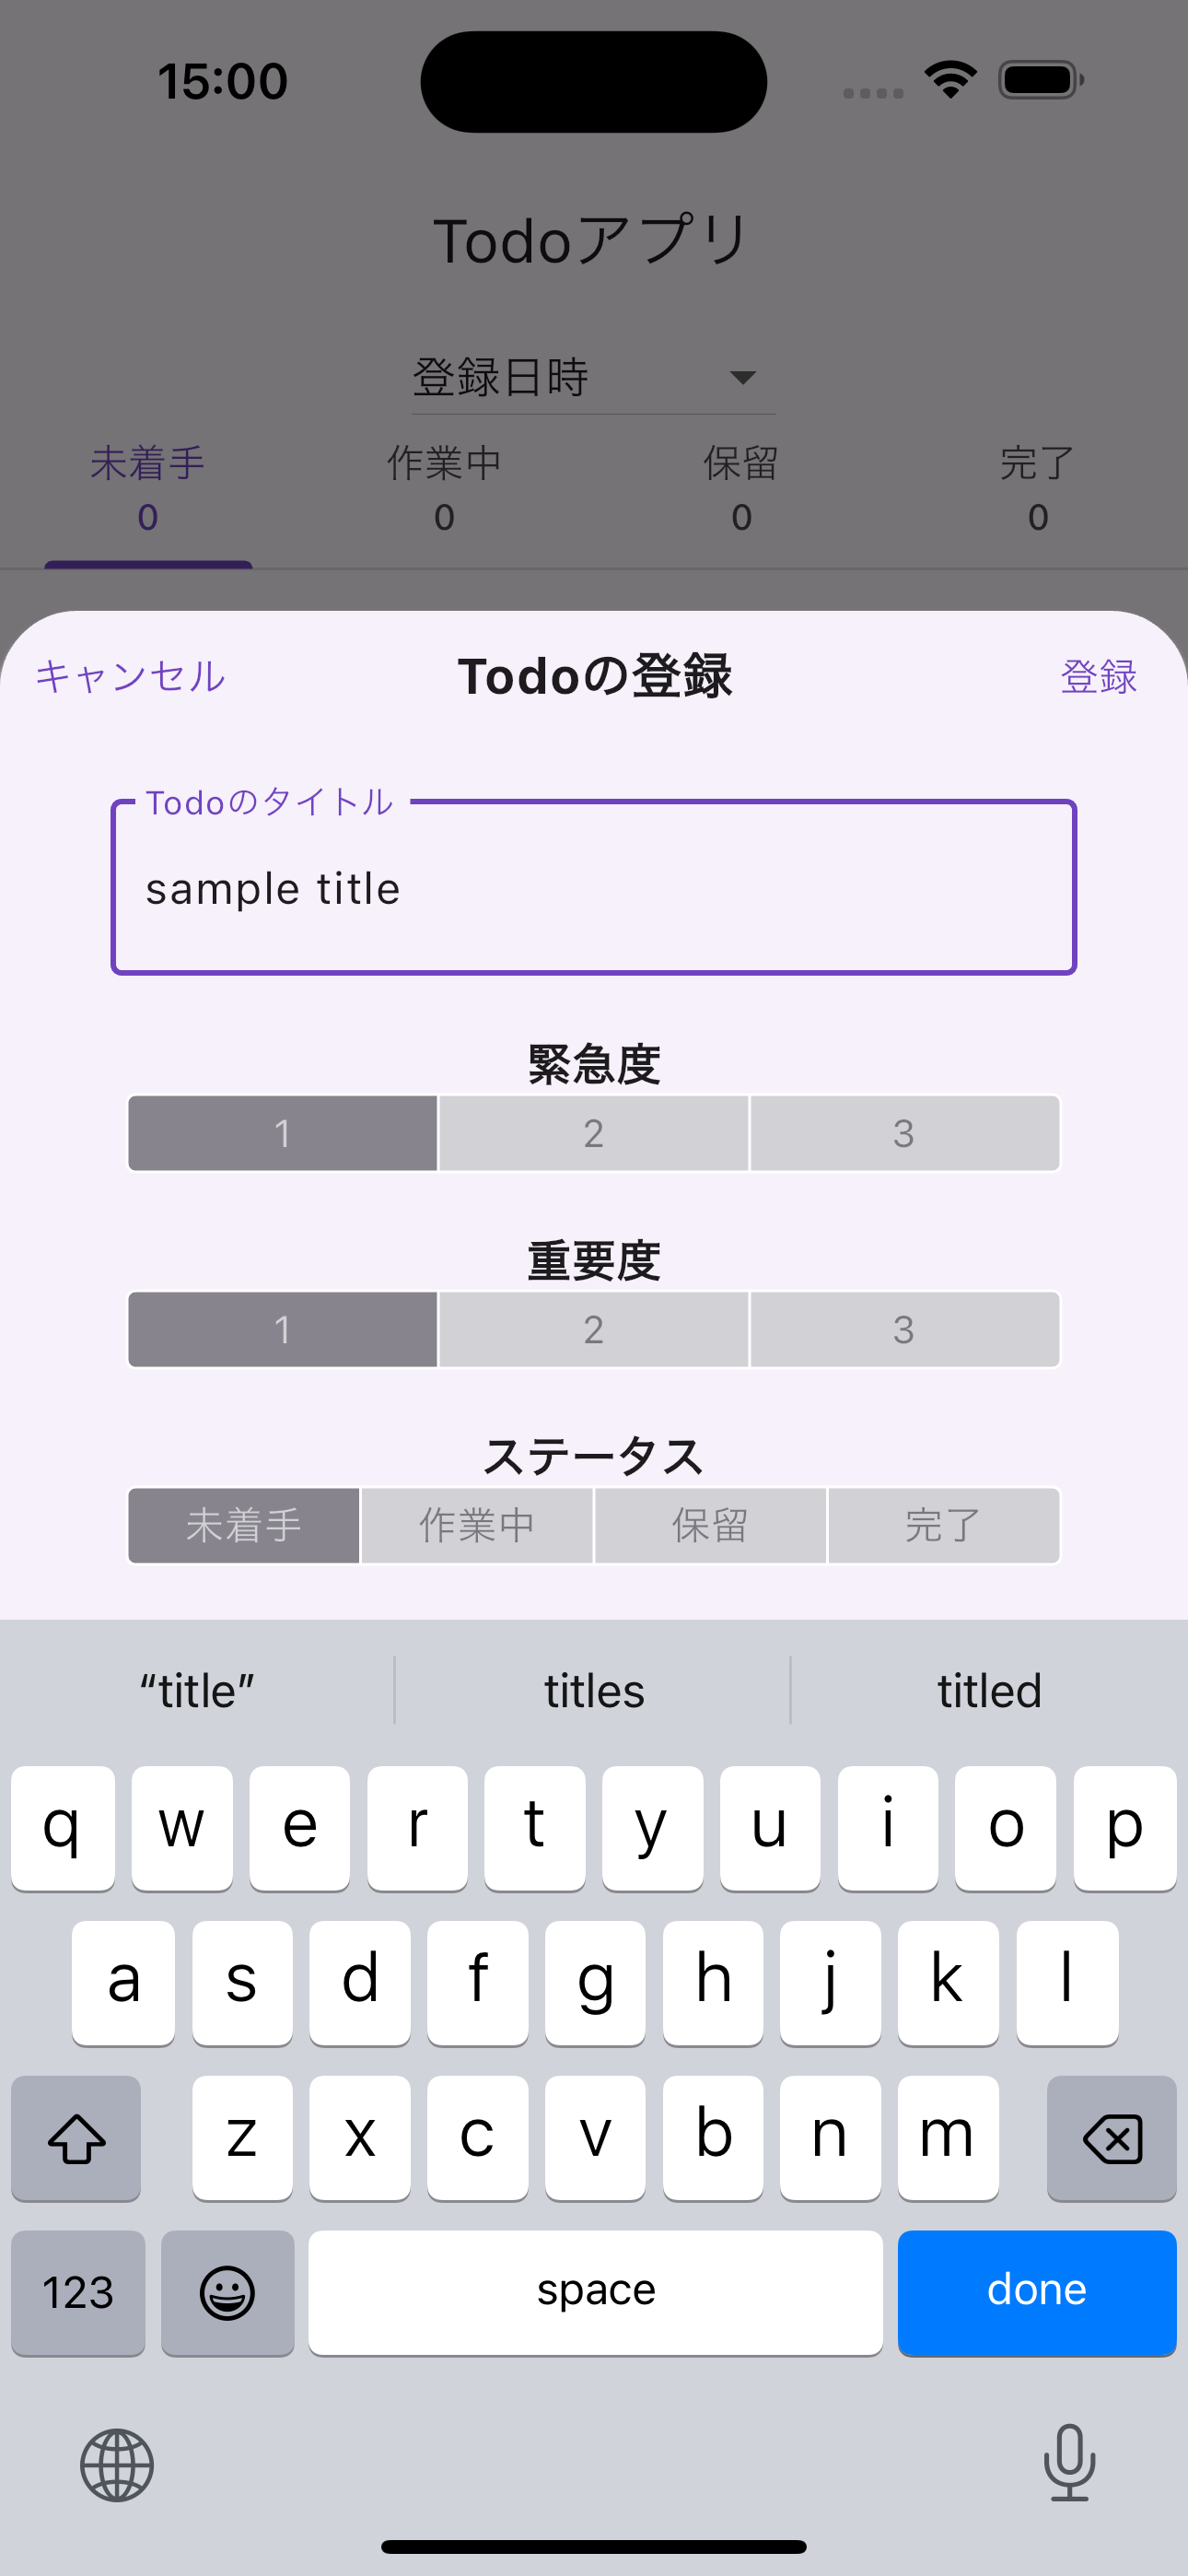 15:00
Todoアプリ
登録日時
未着手 作業中 保留 完了
0 0 0 0
キャンセル Todoの登録 登録
Todoのタイトル
sample title
緊急度
1 2 3
重要度
1 2 3
ステータス
未着手 作業中 保留 完了
“title” titles titled
q w e r t y u i o p
a s d f g h j k l
z x c v b n m
123 space done